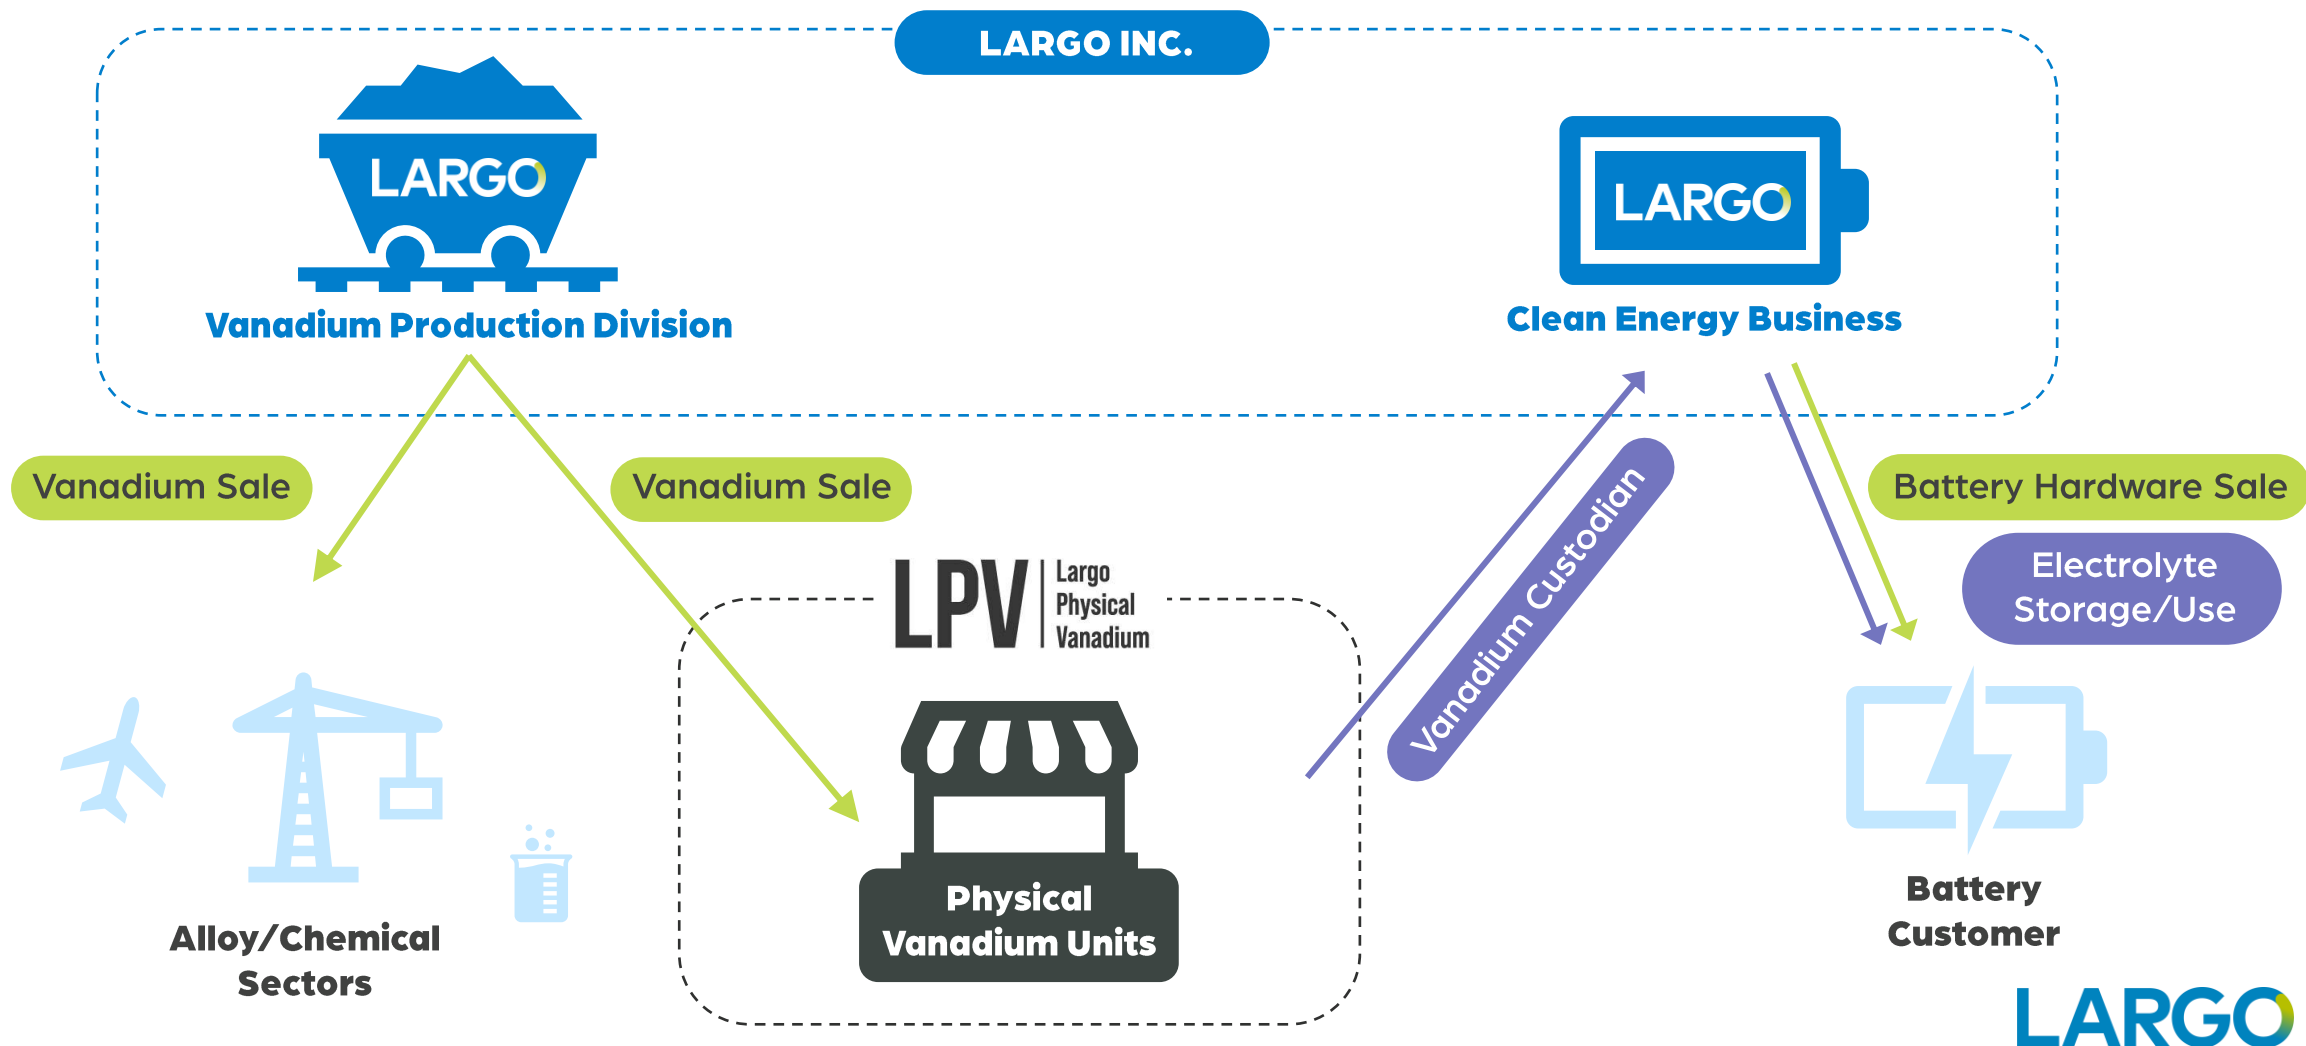 LARGO INC.
LARGO
LARGO
Vanadium Production Division
Clean Energy Business
Vanadium Sale
Vanadium Sale
Vanadium Custodian
Battery Hardware Sale
Electrolyte
Storage/Use
LPV
Largo
Physical
Vanadium
Physical
Vanadium Units
Alloy/Chemical
Sectors
Battery
Customer
LARGO